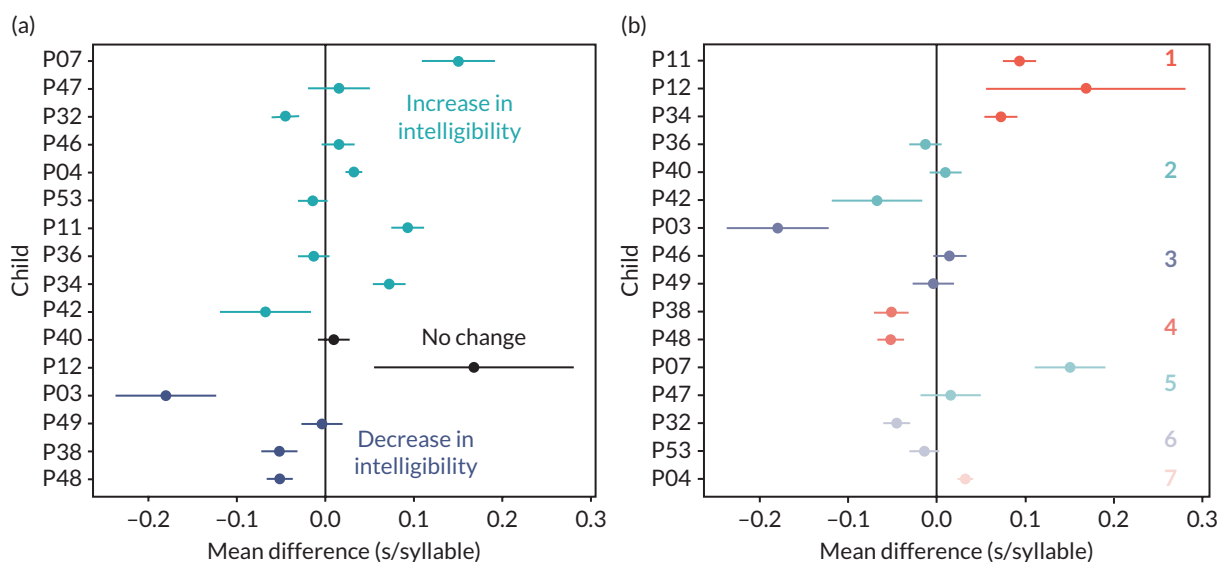 (a)
Child
P07
P47
P32
P46
P04
P53
P11
P36
P34
P42
P40
P12
P03
P49
P38
P48
Increase in
intelligibility
No change
Decrease in
intelligibility
−0.2 −0.1 0.0 0.1 0.2 0.3
Mean difference (s/syllable)
(b)
Child
P11
P12
P34
P36
P40
P42
P03
P46
P49
P38
P48
P07
P47
P32
P53
P04
1
2
3
4
5
6
7
−0.2 −0.1 0.0 0.1 0.2 0.3
Mean difference (s/syllable)